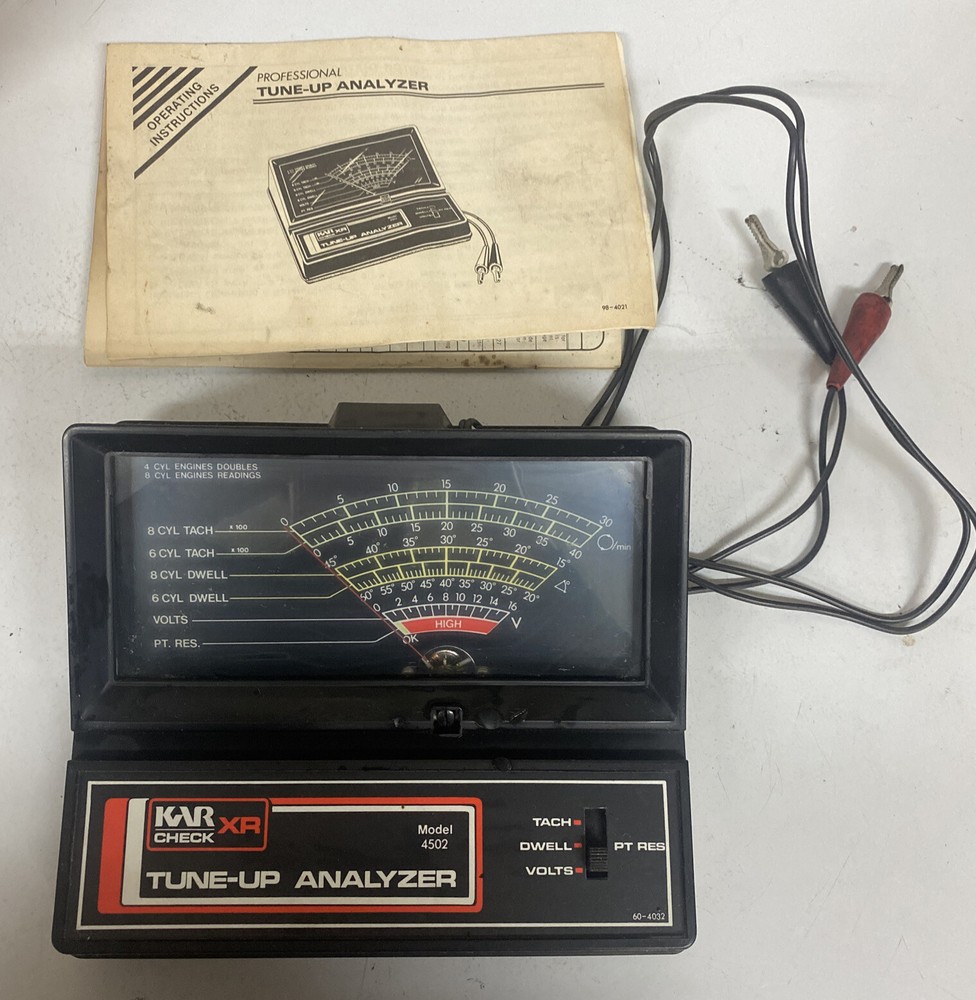 OPERATING
INSTRUCTIONS
PROFESSIONAL
TUNE-UP ANALYZER
KAR XR
TUNE-UP ANALYZER
98-4021
4 CYL ENGINES DOUBLES
8 CYL ENGINES READINGS
0 5 10 15 20 25 30
8 CYL TACH x 100
0 5 10 15 20 25 30 35 40
O/min
6 CYL TACH x 100
45° 40° 35° 30° 25° 20° 15°
8 CYL DWELL
60° 55° 50° 45° 40° 35° 30° 25° 20°
6 CYL DWELL
0 2 4 6 8 10 12 14 16
V
VOLTS
HIGH
OK
PT. RES.
KAR
CHECK
XR
Model
4502
TUNE-UP ANALYZER
TACH
DWELL
PT RES
VOLTS
60-4032